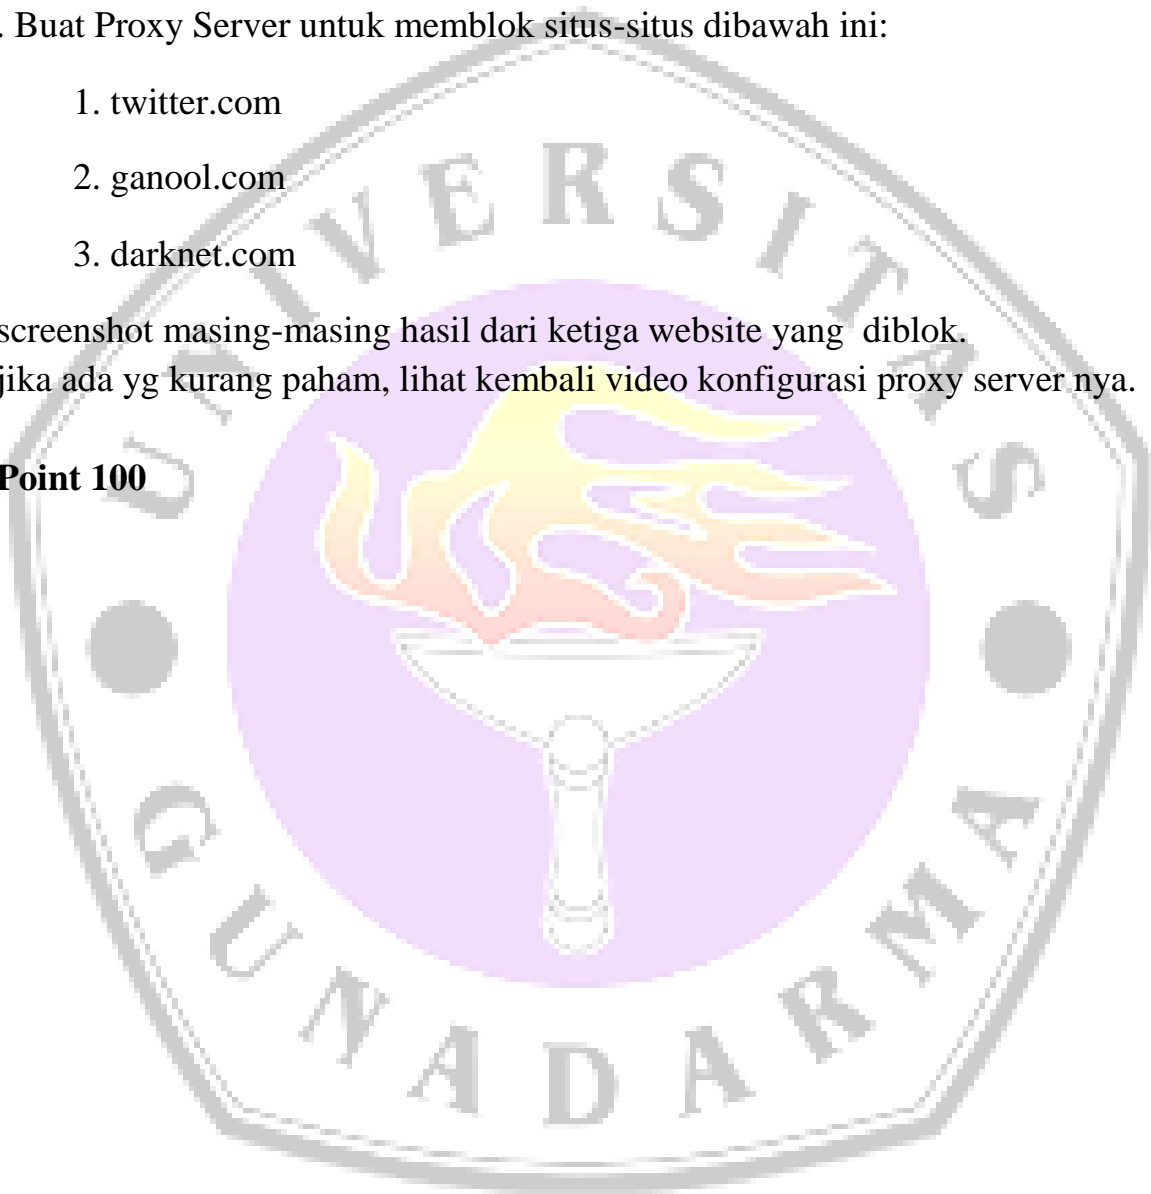 . Buat Proxy Server untuk memblok situs-situs dibawah ini:
1. twitter.com
2. ganool.com
3. darknet.com
screenshot masing-masing hasil dari ketiga website yang diblok.
jika ada yg kurang paham, lihat kembali video konfigurasi proxy server nya.
Point 100
UNIVERSITAS
GUNADARMA